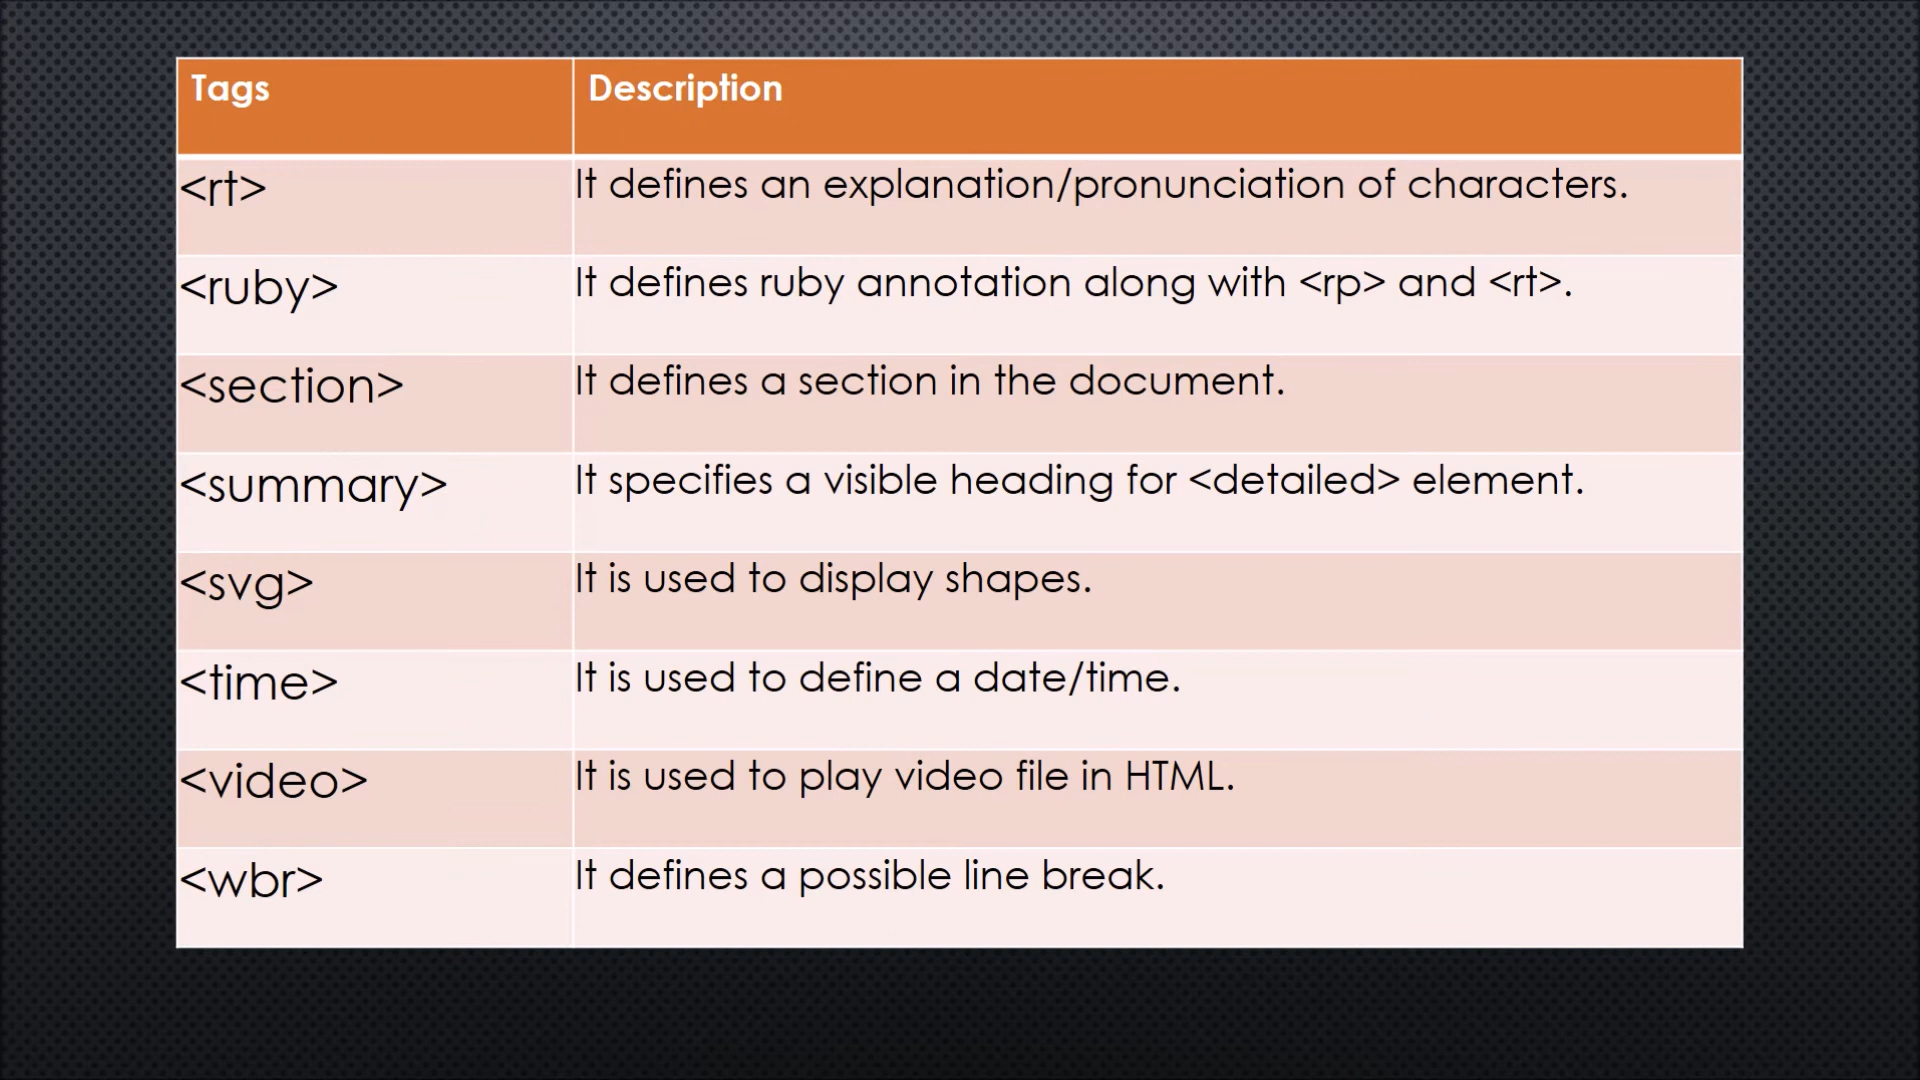 Tags Description
<rt> It defines an explanation/pronunciation of characters.
<ruby> It defines ruby annotation along with <rp> and <rt>.
<section> It defines a section in the document.
<summary> It specifies a visible heading for <detailed> element.
<svg> It is used to display shapes.
<time> It is used to define a date/time.
<video> It is used to play video file in HTML.
<wbr> It defines a possible line break.